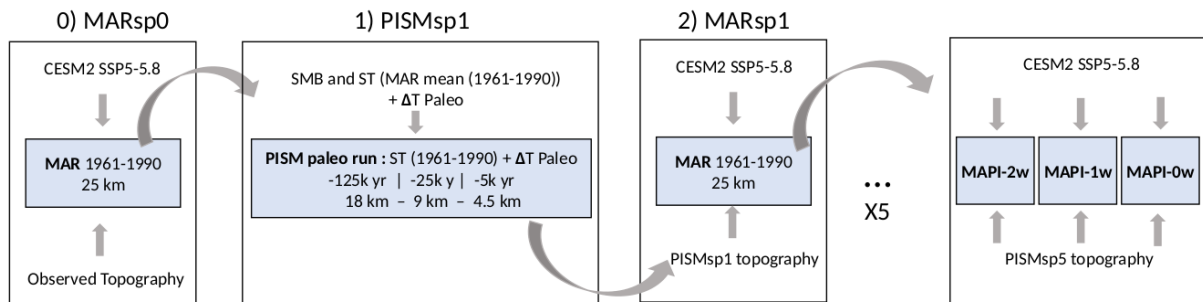 0) MARsp0
CESM2 SSP5-5.8
MAR 1961-1990
25 km
Observed Topography
1) PISMsp1
SMB and ST (MAR mean (1961-1990))
+ ΔT Paleo
PISM paleo run : ST (1961-1990) + ΔT Paleo
-125k yr | -25k y | -5k yr
18 km – 9 km – 4.5 km
2) MARsp1
CESM2 SSP5-5.8
MAR 1961-1990
25 km
PISMsp1 topography
...
X5
CESM2 SSP5-5.8
MAPI-2w MAPI-1w MAPI-0w
PISMsp5 topography